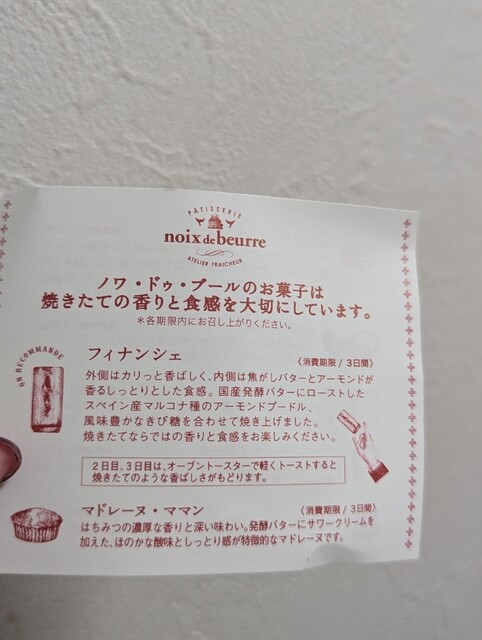 PÂTISSERIE
noix de beurre
ATELIER FRAICHEUR
ノワ・ドゥ・ブールのお菓子は
焼きたての香りと食感を大切にしています。
＊各期限内にお召し上がりください。
ON RECOMMANDE
フィナンシェ
〈消費期限 / 3日間〉
外側はカリっと香ばしく、内側は焦がしバターとアーモンドが
香るしっとりとした食感。国産発酵バターにローストした
スペイン産マルコナ種のアーモンドプードル、
風味豊かなきび糖を合わせて焼き上げました。
焼きたてならではの香りと食感をお楽しみください。
2日目、3日目は、オーブントースターで軽くトーストすると
焼きたてのような香ばしさがもどります。
マドレーヌ・ママン
〈消費期限 / 3日間〉
はちみつの濃厚な香りと深い味わい。発酵バターにサワークリームを
加えた、ほのかな酸味としっとり感が特徴的なマドレーヌです。